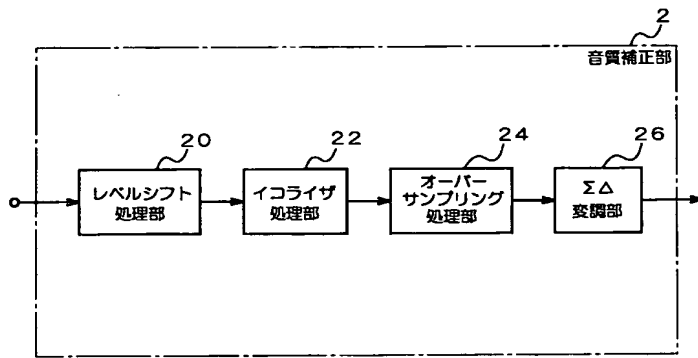 2
音質補正部
20
レベルシフト
処理部
22
イコライザ
処理部
24
オーバー
サンプリング
処理部
26
ΣΔ
変調部